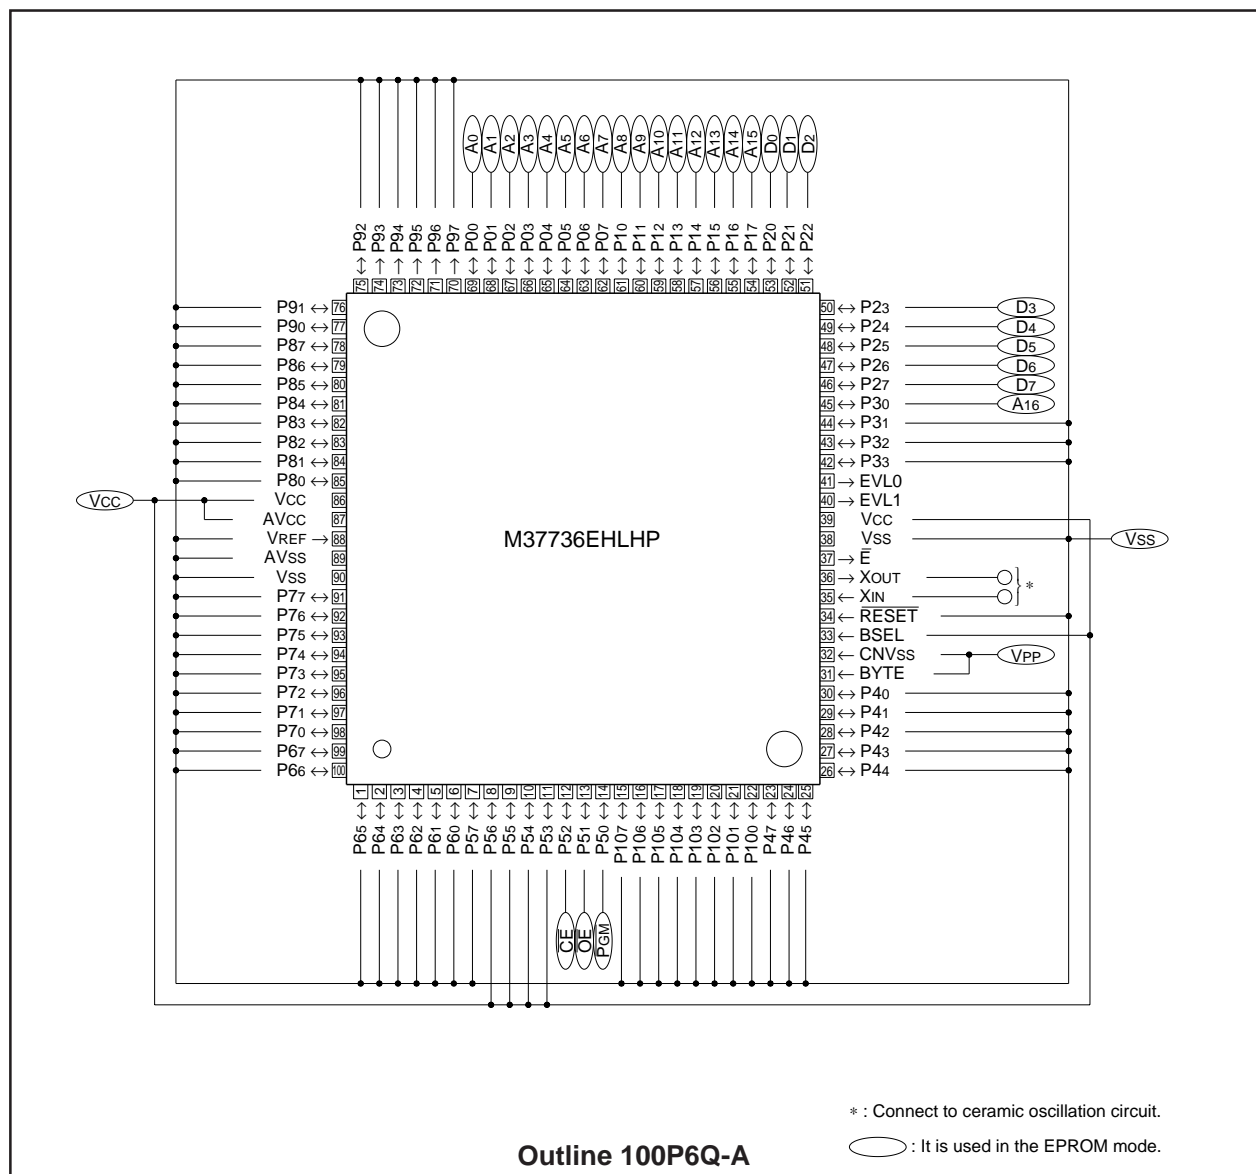 A0 A1 A2 A3 A4 A5 A6 A7 A8 A9 A10 A11 A12 A13 A14 A15 D0 D1 D2
↔ P92 → P93 → P94 → P95 → P96 → P97 ↔ P00 ↔ P01 ↔ P02 ↔ P03 ↔ P04 ↔ P05 ↔ P06 ↔ P07 ↔ P10 ↔ P11 ↔ P12 ↔ P13 ↔ P14 ↔ P15 ↔ P16 ↔ P17 ↔ P20 ↔ P21 ↔ P22
75 74 73 72 71 70 69 68 67 66 65 64 63 62 61 60 59 58 57 56 55 54 53 52 51
P91 ↔ 76
P90 ↔ 77
P87 ↔ 78
P86 ↔ 79
P85 ↔ 80
P84 ↔ 81
P83 ↔ 82
P82 ↔ 83
P81 ↔ 84
P80 ↔ 85
VCC
VCC 86
AVCC 87
VREF → 88
AVSS 89
VSS 90
P77 ↔ 91
P76 ↔ 92
P75 ↔ 93
P74 ↔ 94
P73 ↔ 95
P72 ↔ 96
P71 ↔ 97
P70 ↔ 98
P67 ↔ 99
P66 ↔ 100
M37736EHLHP
50 ↔ P23 D3
49 ↔ P24 D4
48 ↔ P25 D5
47 ↔ P26 D6
46 ↔ P27 D7
45 ↔ P30 A16
44 ↔ P31
43 ↔ P32
42 ↔ P33
41 → EVL0
40 → EVL1
39 VCC
38 VSS VSS
37 → E̅
36 → XOUT
35 ← XIN } *
34 ← R̅E̅S̅E̅T̅
33 ← BSEL
32 ← CNVSS VPP
31 ← BYTE
30 ↔ P40
29 ↔ P41
28 ↔ P42
27 ↔ P43
26 ↔ P44
1 2 3 4 5 6 7 8 9 10 11 12 13 14 15 16 17 18 19 20 21 22 23 24 25
P65 ↔ P64 ↔ P63 ↔ P62 ↔ P61 ↔ P60 ↔ P57 ↔ P56 ↔ P55 ↔ P54 ↔ P53 ↔ P52 ↔ P51 ↔ P50 ↔ P107 ↔ P106 ↔ P105 ↔ P104 ↔ P103 ↔ P102 ↔ P101 ↔ P100 ↔ P47 ↔ P46 ↔ P45 ↔
C̅E̅ O̅E̅ P̅G̅M̅
* : Connect to ceramic oscillation circuit.
: It is used in the EPROM mode.
Outline 100P6Q-A